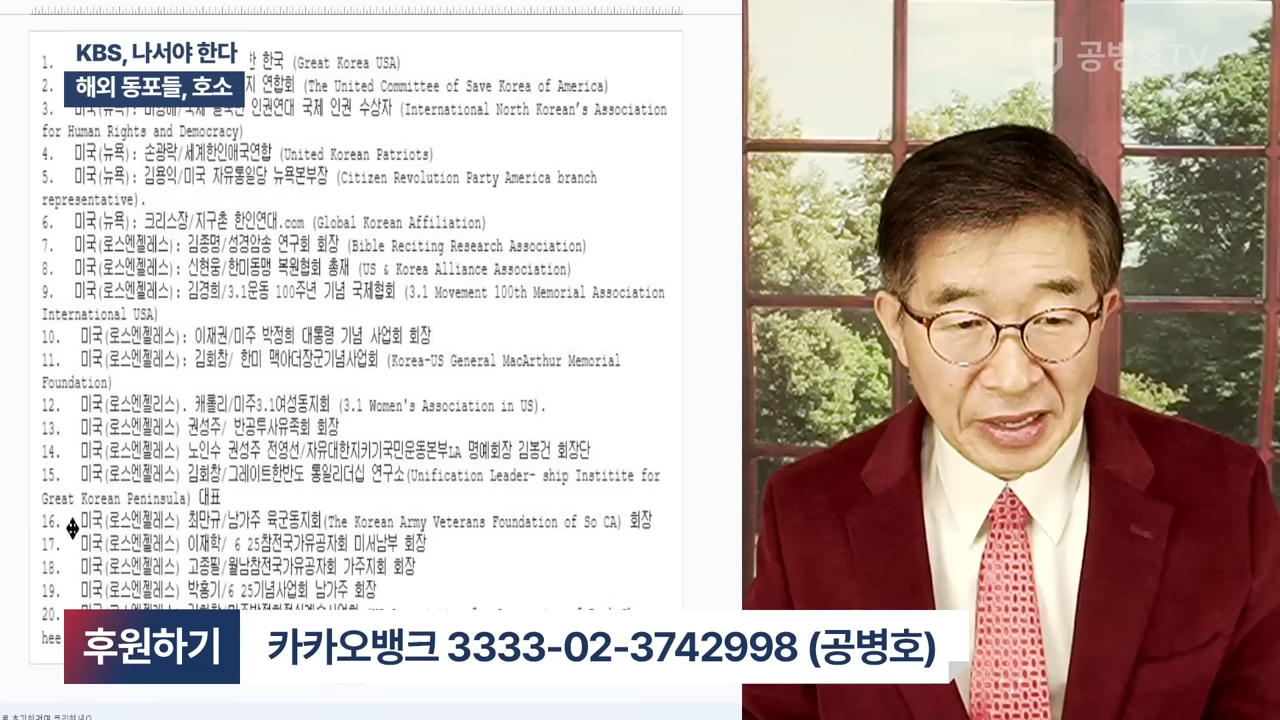 KBS, 나서야 한다
해외 동포들, 호소
공병호TV
1. 한국 (Great Korea USA)
2. 연합회 (The United Committee of Save Korea of America)
3. 미국(뉴욕): 인권연대 국제 인권 수상자 (International North Korean's Association
for Human Rights and Democracy)
4. 미국(뉴욕): 손광락/세계한인애국연합 (United Korean Patriots)
5. 미국(뉴욕): 김용익/미국 자유통일당 뉴욕본부장 (Citizen Revolution Party America branch
representative).
6. 미국(뉴욕): 크리스장/지구촌 한인연대.com (Global Korean Affiliation)
7. 미국(로스엔젤레스): 김종명/성경암송 연구회 회장 (Bible Reciting Research Association)
8. 미국(로스엔젤레스): 신현웅/한미동맹 복원협회 총재 (US & Korea Alliance Association)
9. 미국(로스엔젤레스): 김경희/3.1운동 100주년 기념 국제협회 (3.1 Movement 100th Memorial Association
International USA)
10. 미국(로스엔젤레스): 이재권/미주 박정희 대통령 기념 사업회 회장
11. 미국(로스엔젤레스): 김회창/ 한미 맥아더장군기념사업회 (Korea-US General MacArthur Memorial
Foundation)
12. 미국(로스엔젤리스). 캐롤리/미주3.1여성동지회 (3.1 Women's Association in US).
13. 미국(로스엔젤레스) 권성주/ 반공투사유족회 회장
14. 미국(로스엔젤레스) 노인수 권성주 전영선/자유대한지키기국민운동본부LA 명예회장 김봉건 회장단
15. 미국(로스엔젤레스) 김회창/그레이트한반도 통일리더십 연구소(Unification Leader- ship Institite for
Great Korean Peninsula) 대표
16. 미국(로스엔젤레스) 최만규/남가주 육군동지회(The Korean Army Veterans Foundation of So CA) 회장
17. 미국(로스엔젤레스) 이재학/ 6 25참전국가유공자회 미서남부 회장
18. 미국(로스엔젤레스) 고종필/월남참전국가유공자회 가주지회 회장
19. 미국(로스엔젤레스) 박홍기/6 25기념사업회 남가주 회장
20.
hee
후원하기
카카오뱅크 3333-02-3742998 (공병호)